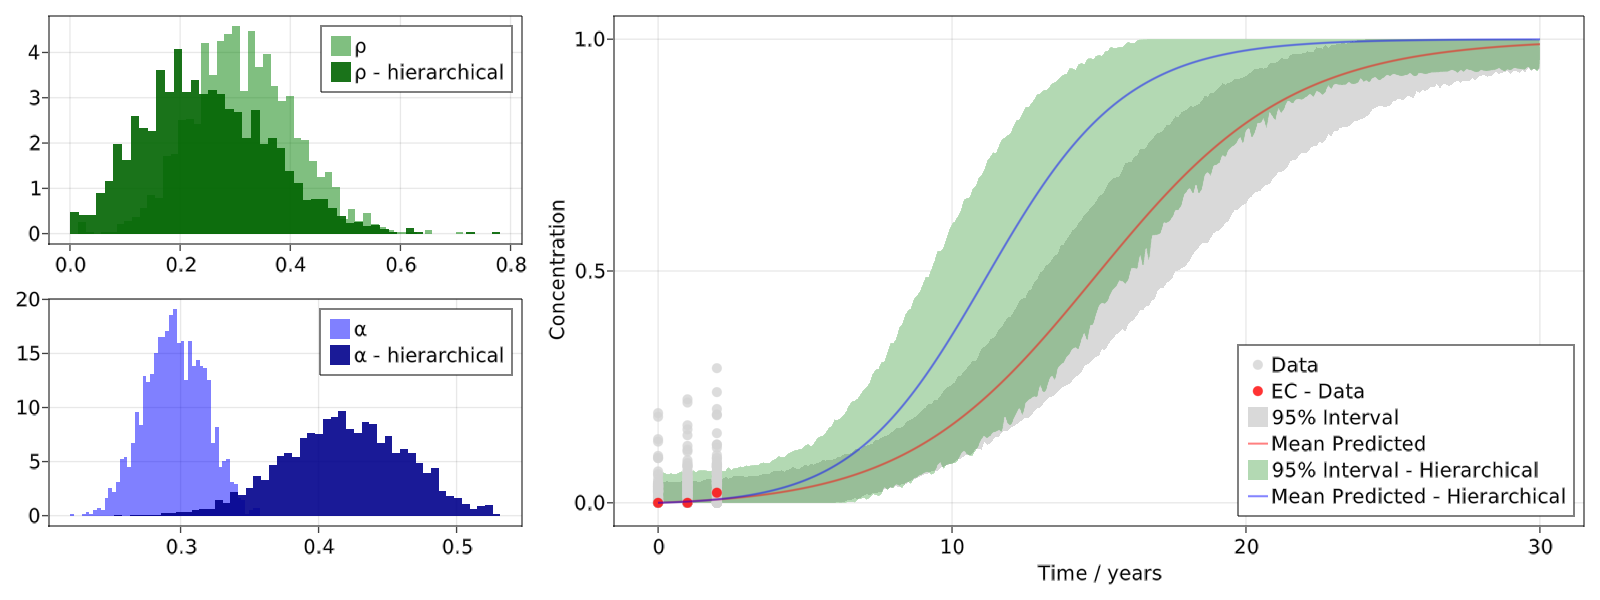 4
3
2
1
0
0.0 0.2 0.4 0.6 0.8
ρ
ρ - hierarchical
20
15
10
5
0
0.3 0.4 0.5
α
α - hierarchical
Concentration
1.0
0.5
0.0
0 10 20 30
Time / years
Data
EC - Data
95% Interval
Mean Predicted
95% Interval - Hierarchical
Mean Predicted - Hierarchical